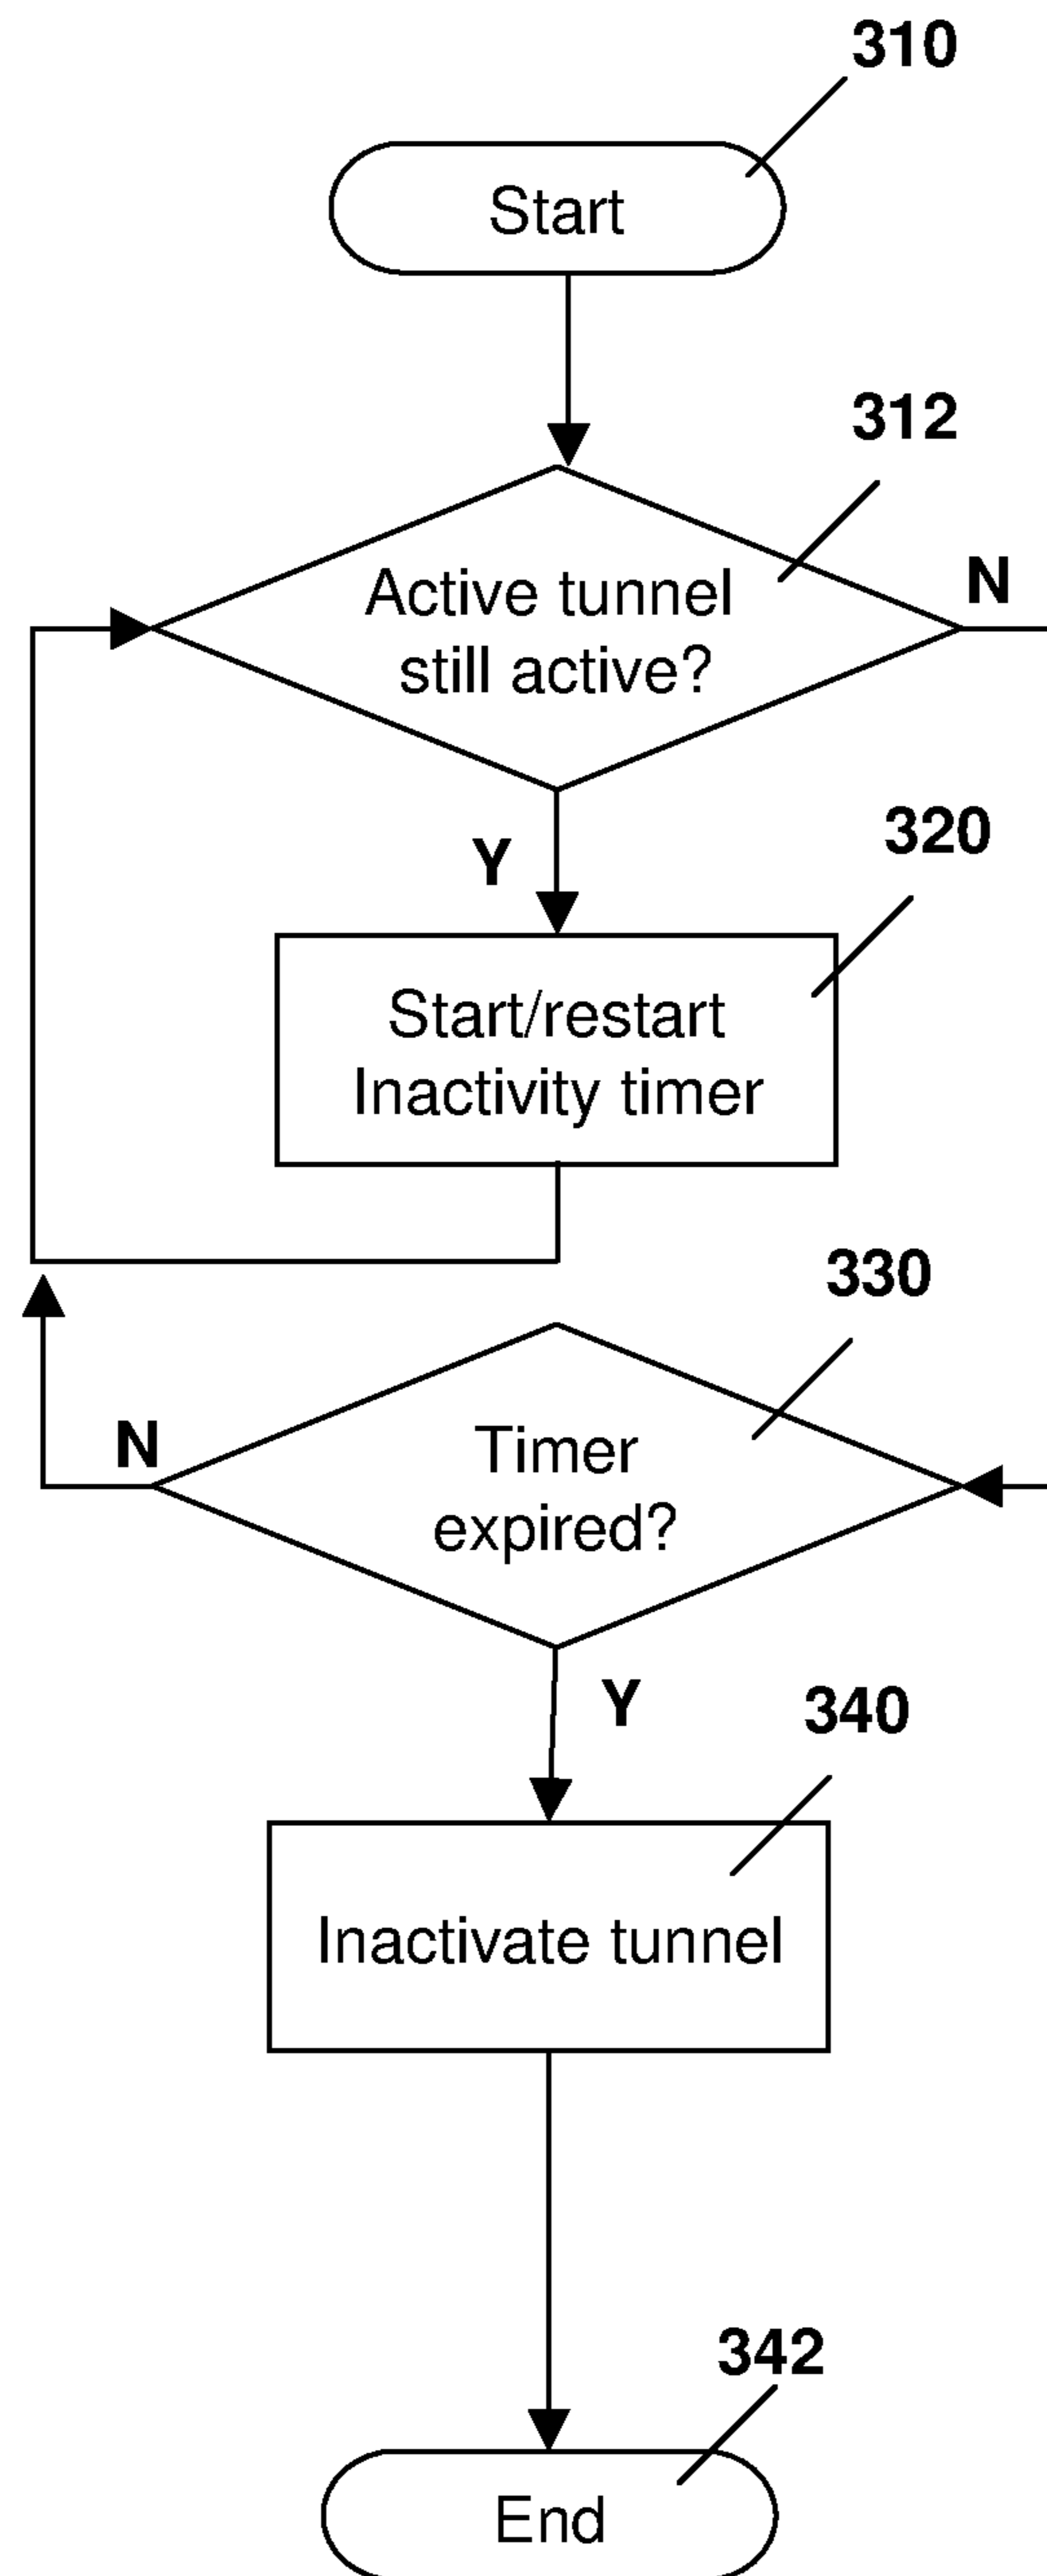 310
Start
312
Active tunnel
still active?
N
Y
320
Start/restart
Inactivity timer
330
N
Timer
expired?
Y
340
Inactivate tunnel
342
End